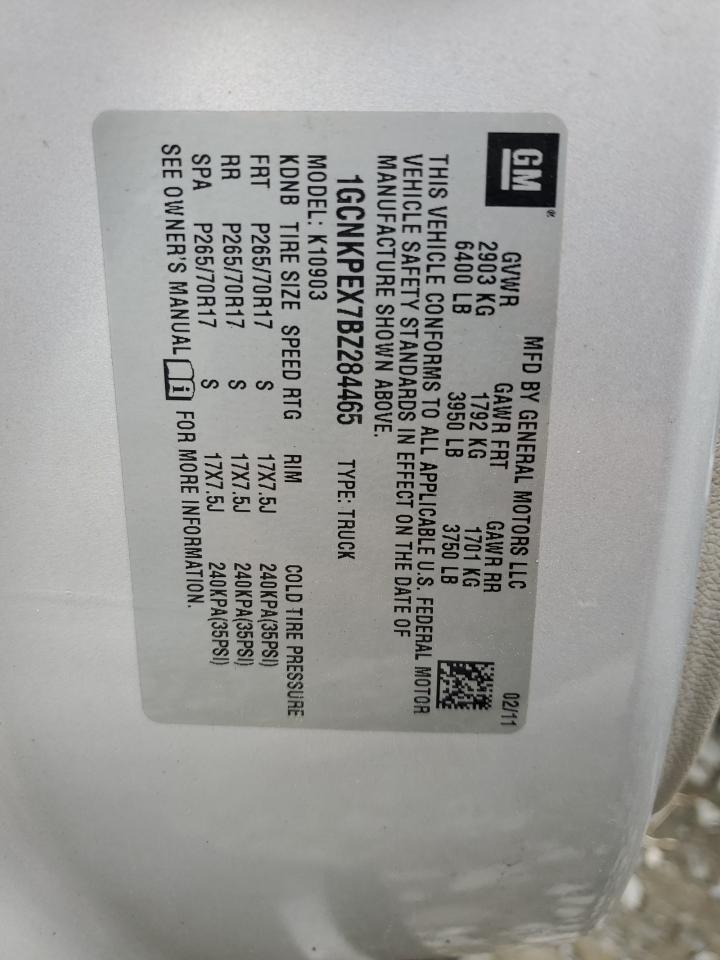 GM
MFD BY GENERAL MOTORS LLC 02/11
GVWR GAWR FRT GAWR RR
2903 KG 1792 KG 1701 KG
6400 LB 3950 LB 3750 LB
THIS VEHICLE CONFORMS TO ALL APPLICABLE U.S. FEDERAL MOTOR
VEHICLE SAFETY STANDARDS IN EFFECT ON THE DATE OF
MANUFACTURE SHOWN ABOVE.
1GCNKPEX7BZ284465 TYPE: TRUCK
MODEL: K10903
KDNB TIRE SIZE SPEED RTG RIM COLD TIRE PRESSURE
FRT P265/70R17 S 17X7.5J 240KPA(35PSI)
RR P265/70R17 S 17X7.5J 240KPA(35PSI)
SPA P265/70R17 S 17X7.5J 240KPA(35PSI)
SEE OWNER'S MANUAL i FOR MORE INFORMATION.